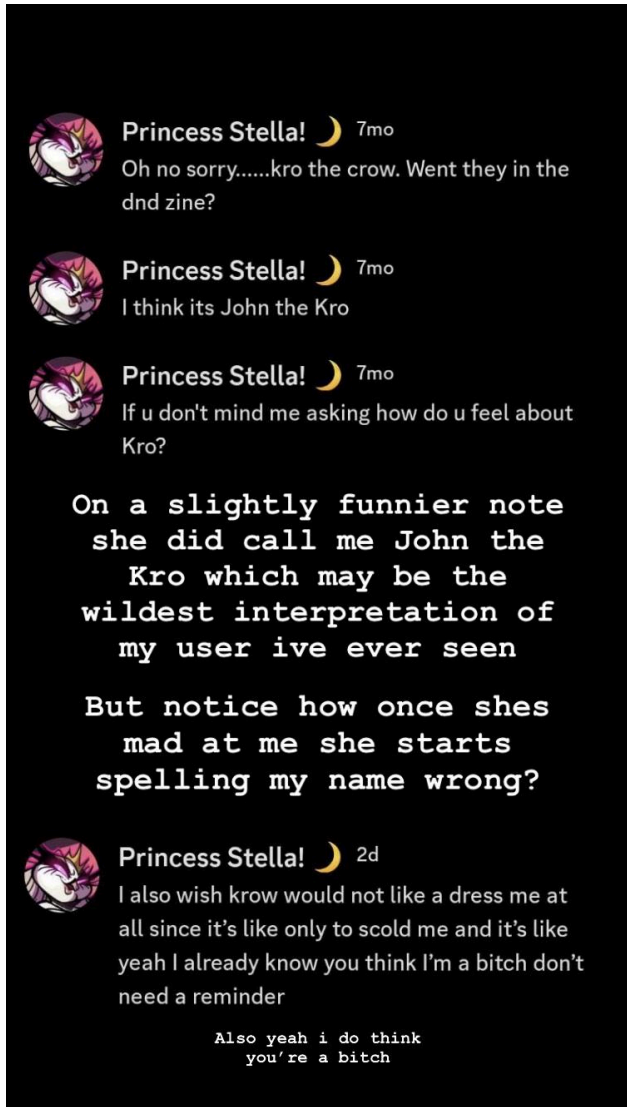 Princess Stella! 🌙 7mo
Oh no sorry......kro the crow. Went they in the
dnd zine?
Princess Stella! 🌙 7mo
I think its John the Kro
Princess Stella! 🌙 7mo
If u don't mind me asking how do u feel about
Kro?
On a slightly funnier note
she did call me John the
Kro which may be the
wildest interpretation of
my user ive ever seen
But notice how once shes
mad at me she starts
spelling my name wrong?
Princess Stella! 🌙 2d
I also wish krow would not like a dress me at
all since it’s like only to scold me and it’s like
yeah I already know you think I’m a bitch don’t
need a reminder
Also yeah i do think
you’re a bitch